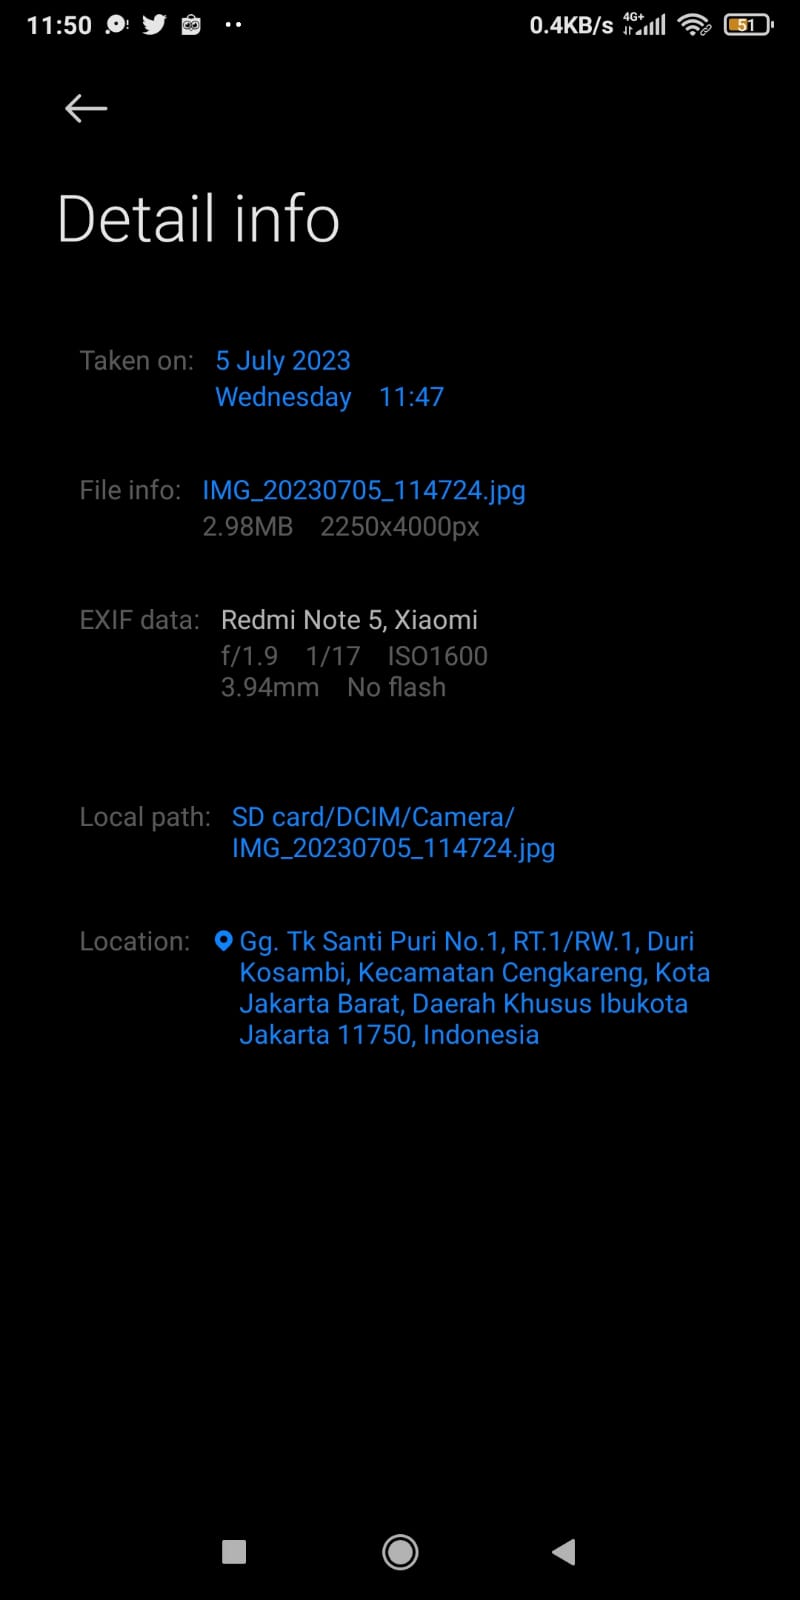 11:50
0.4KB/s 4G+ 51
Detail info
Taken on: 5 July 2023
Wednesday 11:47
File info: IMG_20230705_114724.jpg
2.98MB 2250x4000px
EXIF data: Redmi Note 5, Xiaomi
f/1.9 1/17 ISO1600
3.94mm No flash
Local path: SD card/DCIM/Camera/
IMG_20230705_114724.jpg
Location: Gg. Tk Santi Puri No.1, RT.1/RW.1, Duri
Kosambi, Kecamatan Cengkareng, Kota
Jakarta Barat, Daerah Khusus Ibukota
Jakarta 11750, Indonesia